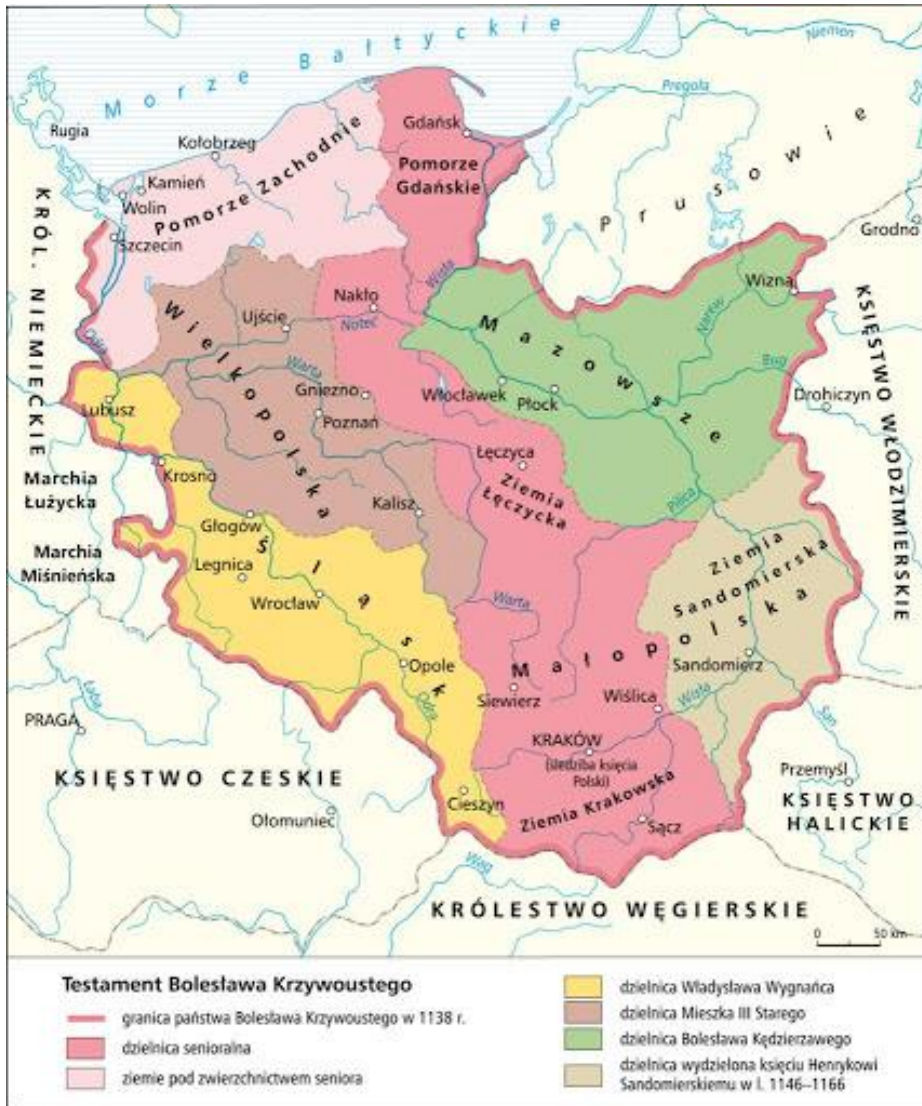 Morze Bałtyckie
Niemen
Pregoła
Rugia
Kołobrzeg
Gdańsk
Kamień
Wolin
Szczecin
Pomorze Zachodnie
Pomorze
Gdańskie
Prusowie
Grodno
KRÓL. NIEMIECKIE
Wizna
KSIĘSTWO WŁODZIMIERSKIE
Odra
Ujście
Nakło
Noteć
Wisła
Mazowsze
Narew
Bug
Wielkopolska
Warta
Gniezno
Poznań
Włocławek
Płock
Drohiczyn
Lubusz
Łęczyca
Ziemia
Łęczycka
Krosno
Kalisz
Pilica
Marchia
Łużycka
Głogów
Marchia
Miśnieńska
Legnica
Śląsk
Wrocław
Warta
Ziemia
Sandomierska
Małopolska
Sandomierz
Opole
Odra
Siewierz
Wiślica
Wisła
San
Łaba
PRAGA
KRAKÓW
(siedziba księcia
Polski)
Przemyśl
KSIĘSTWO CZESKIE
Cieszyn
Ziemia Krakowska
KSIĘSTWO
HALICKIE
Ołomuniec
Sącz
Wag
KRÓLESTWO WĘGIERSKIE
0 50 km
Testament Bolesława Krzywoustego
granica państwa Bolesława Krzywoustego w 1138 r.
dzielnica senioralna
ziemie pod zwierzchnictwem seniora
dzielnica Władysława Wygnańca
dzielnica Mieszka III Starego
dzielnica Bolesława Kędzierzawego
dzielnica wydzielona księciu Henrykowi
Sandomierskiemu w l. 1146–1166